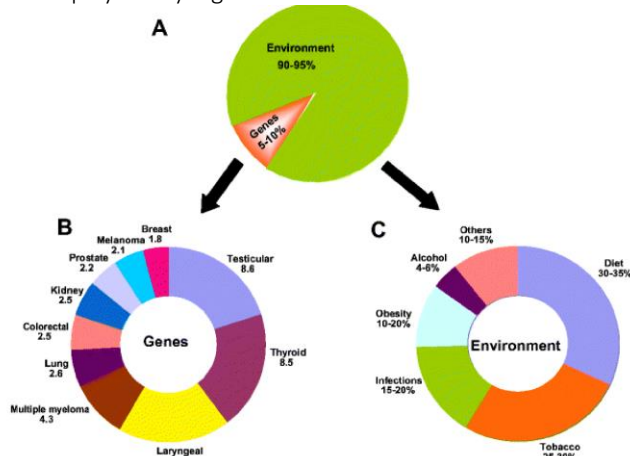 A
Environment
90-95%
Genes
5-10%
B
Breast
1.8
Melanoma
2.1
Prostate
2.2
Kidney
2.5
Colorectal
2.5
Lung
2.6
Multiple myeloma
4.3
Laryngeal
Thyroid
8.5
Testicular
8.6
Genes
C
Others
10-15%
Alcohol
4-6%
Obesity
10-20%
Infections
15-20%
Tobacco
Diet
30-35%
Environment